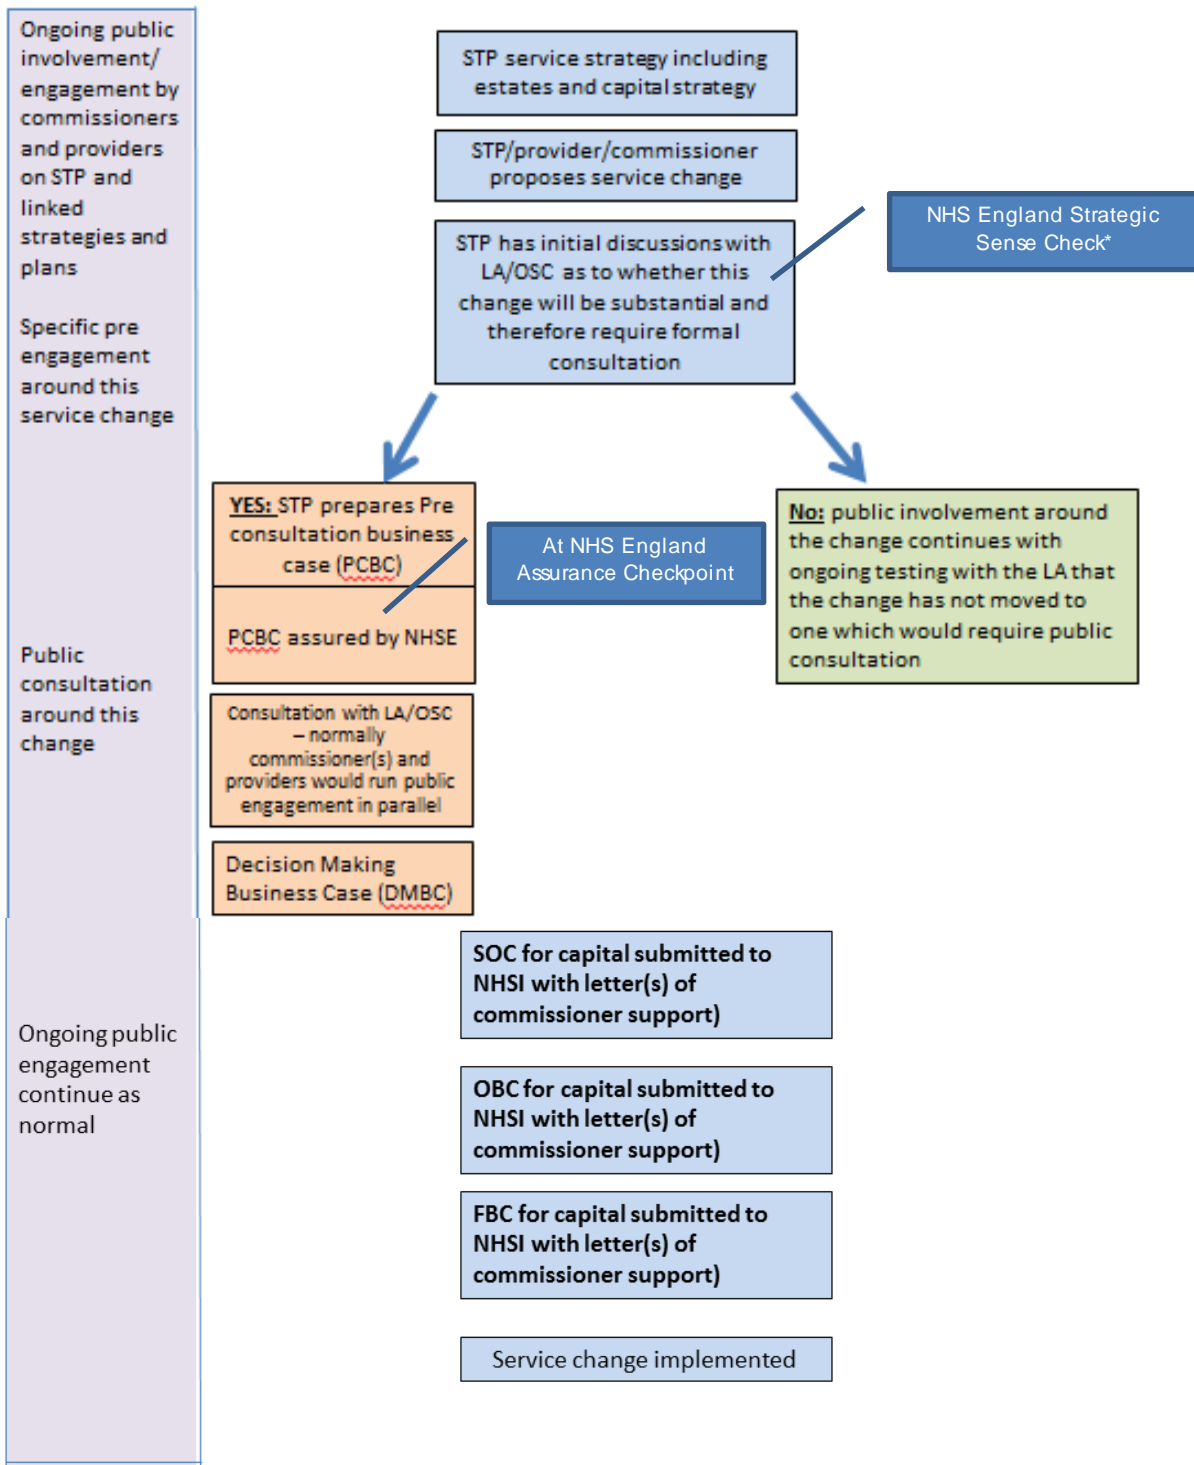 Ongoing public
involvement/
engagement by
commissioners
and providers
on STP and
linked
strategies and
plans
Specific pre
engagement
around this
service change
Public
consultation
around this
change
Ongoing public
engagement
continue as
normal
STP service strategy including
estates and capital strategy
STP/provider/commissioner
proposes service change
STP has initial discussions with
LA/OSC as to whether this
change will be substantial and
therefore require formal
consultation
NHS England Strategic
Sense Check*
YES: STP prepares Pre
consultation business
case (PCBC)
PCBC assured by NHSE
At NHS England
Assurance Checkpoint
No: public involvement around
the change continues with
ongoing testing with the LA that
the change has not moved to
one which would require public
consultation
Consultation with LA/OSC
– normally
commissioner(s) and
providers would run public
engagement in parallel
Decision Making
Business Case (DMBC)
SOC for capital submitted to
NHSI with letter(s) of
commissioner support)
OBC for capital submitted to
NHSI with letter(s) of
commissioner support)
FBC for capital submitted to
NHSI with letter(s) of
commissioner support)
Service change implemented